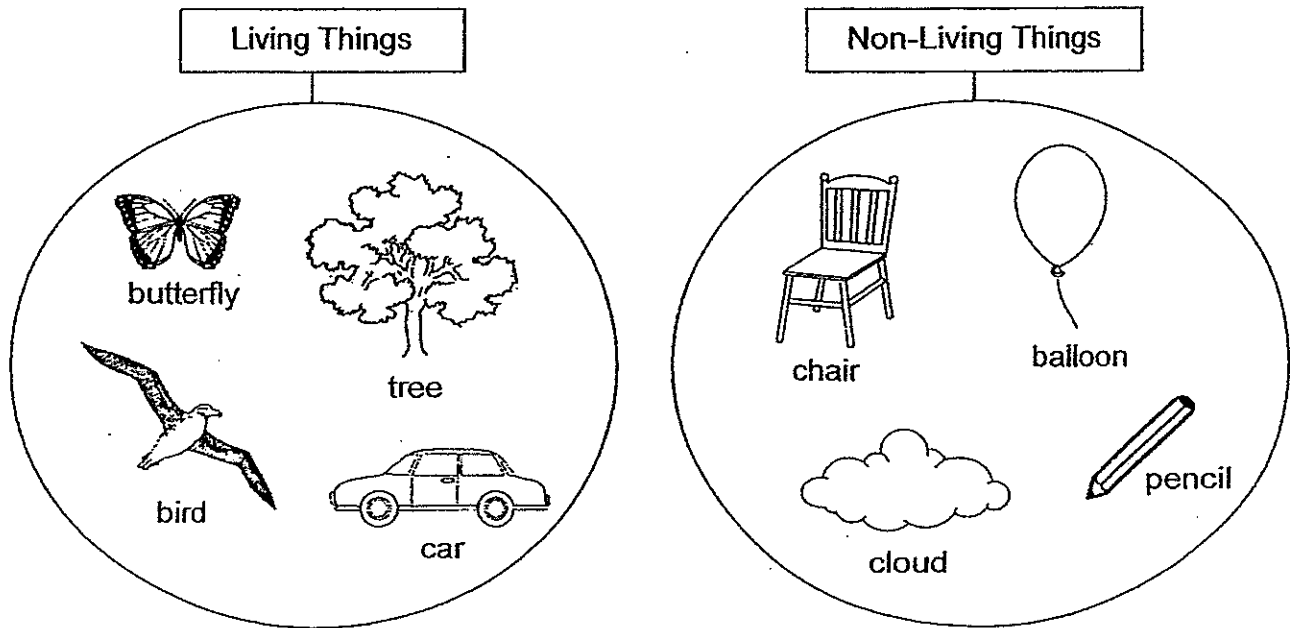 Living Things
Non-Living Things
butterfly
tree
bird
car
chair
balloon
cloud
pencil